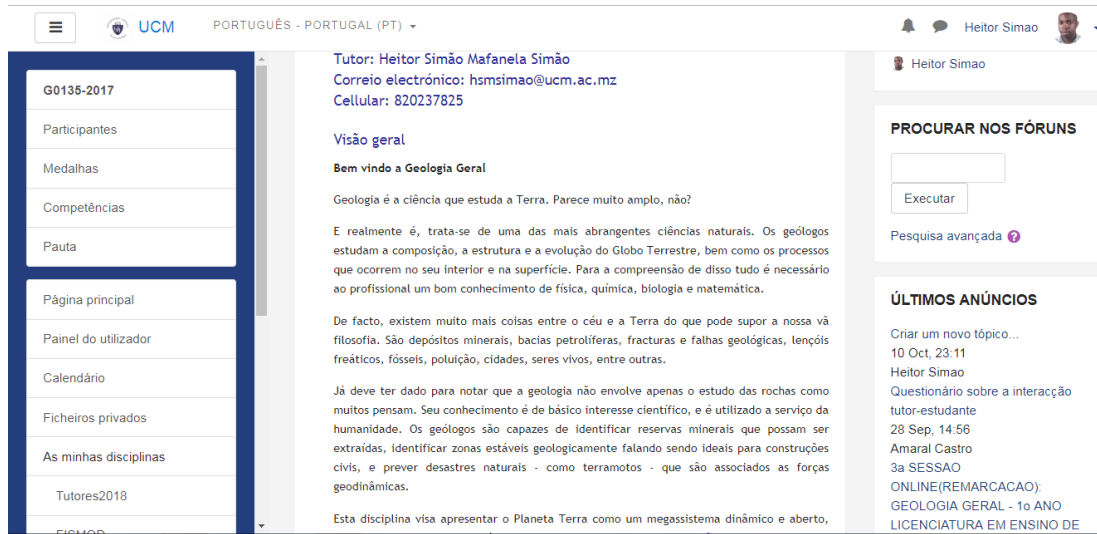 UCM
PORTUGUÊS - PORTUGAL (PT)
Heitor Simao
G0135-2017
Participantes
Medalhas
Competências
Pauta
Página principal
Painel do utilizador
Calendário
Ficheiros privados
As minhas disciplinas
Tutores2018
Tutor: Heitor Simão Mafanela Simão
Correio electrónico: hsmsimao@ucm.ac.mz
Cellular: 820237825
Visão geral
Bem vindo a Geologia Geral
Geologia é a ciência que estuda a Terra. Parece muito amplo, não?
E realmente é, trata-se de uma das mais abrangentes ciências naturais. Os geólogos
estudam a composição, a estrutura e a evolução do Globo Terrestre, bem como os processos
que ocorrem no seu interior e na superfície. Para a compreensão de disso tudo é necessário
ao profissional um bom conhecimento de física, química, biologia e matemática.
De facto, existem muito mais coisas entre o céu e a Terra do que pode supor a nossa vã
filosofia. São depósitos minerais, bacias petrolíferas, fracturas e falhas geológicas, lençóis
freáticos, fósseis, poluição, cidades, seres vivos, entre outras.
Já deve ter dado para notar que a geologia não envolve apenas o estudo das rochas como
muitos pensam. Seu conhecimento é de básico interesse científico, e é utilizado a serviço da
humanidade. Os geólogos são capazes de identificar reservas minerais que possam ser
extraídas, identificar zonas estáveis geologicamente falando sendo ideais para construções
civis, e prever desastres naturais - como terramotos - que são associados as forças
geodinâmicas.
Esta disciplina visa apresentar o Planeta Terra como um megassistema dinâmico e aberto,
Heitor Simao
PROCURAR NOS FÓRUNS
Executar
Pesquisa avançada
ÚLTIMOS ANÚNCIOS
Criar um novo tópico...
10 Oct, 23:11
Heitor Simao
Questionário sobre a interacção
tutor-estudante
28 Sep, 14:56
Amaral Castro
3a SESSAO
ONLINE(REMARCACAO):
GEOLOGIA GERAL - 1o ANO
LICENCIATURA EM ENSINO DE